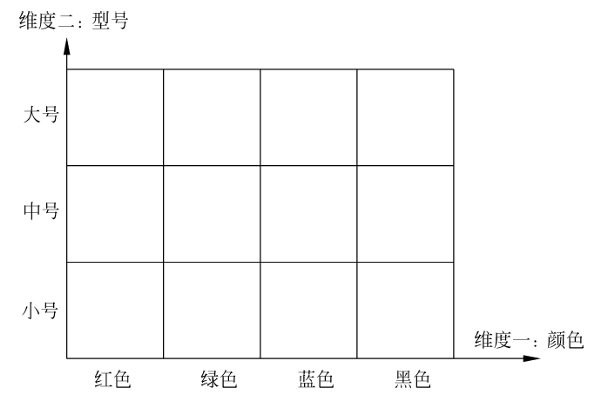 维度二：型号
大号
中号
小号
维度一：颜色
红色 绿色 蓝色 黑色